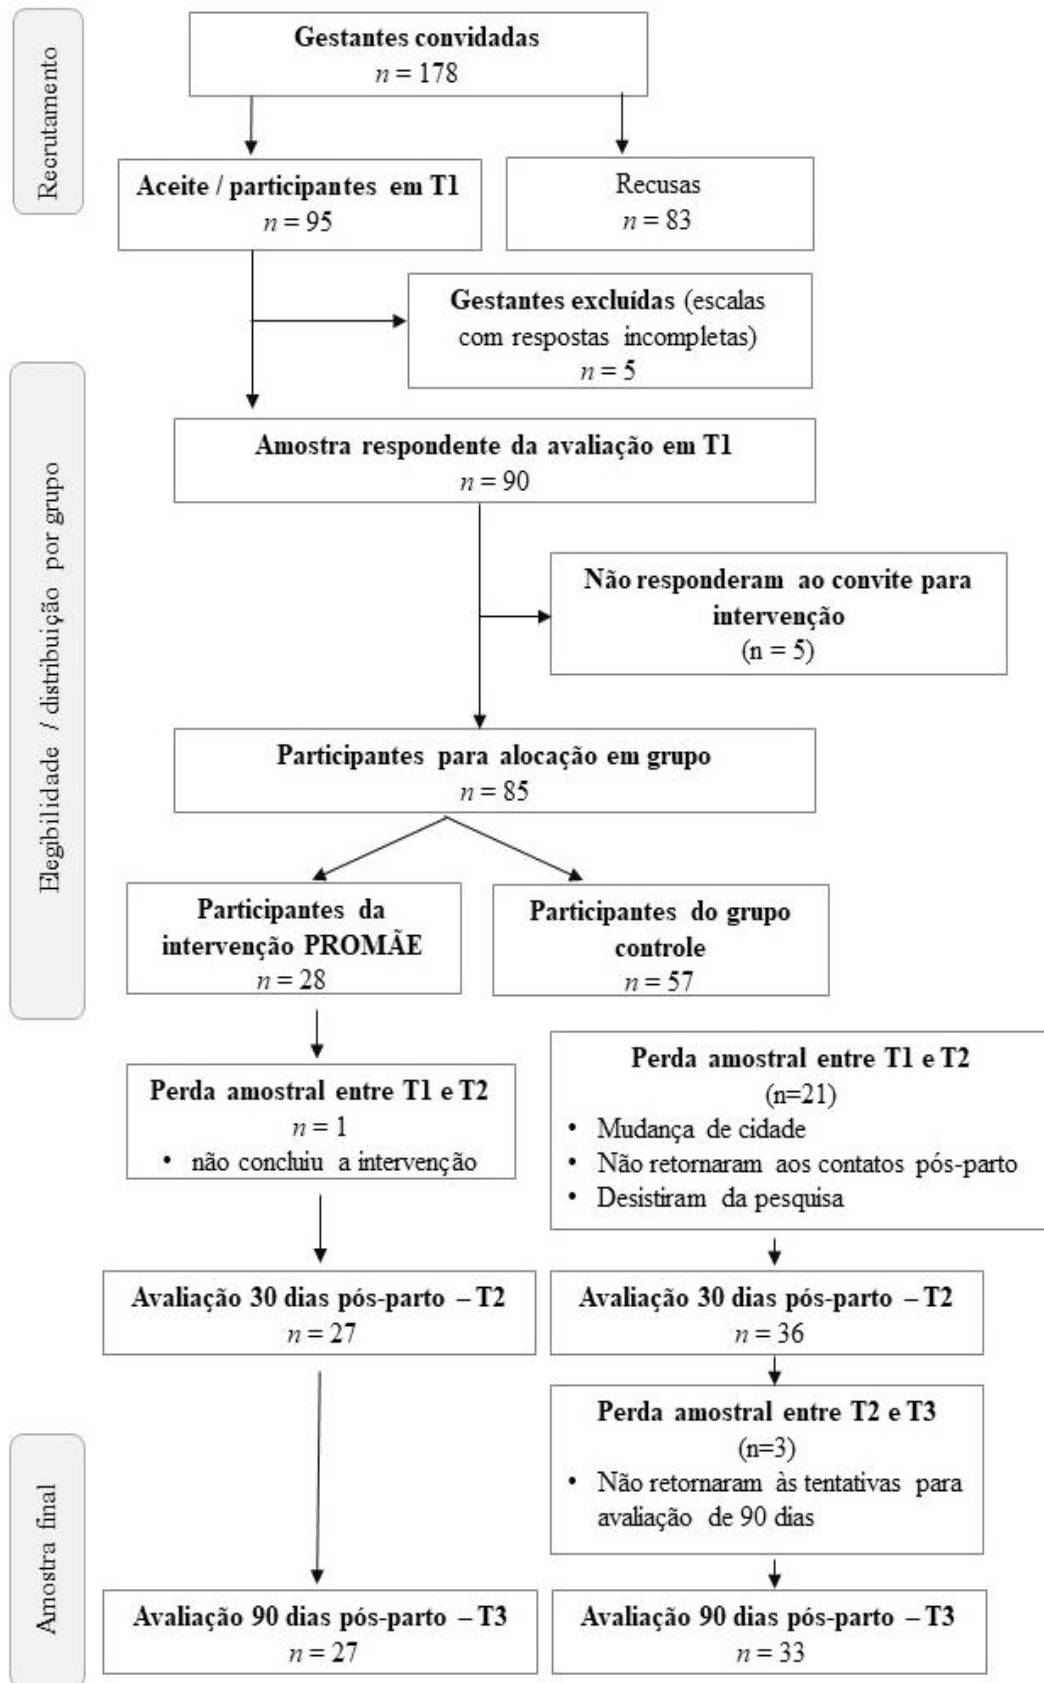 Recrutamento
Gestantes convidadas
n = 178
Aceite / participantes em T1
n = 95
Recusas
n = 83
Gestantes excluídas (escalas
com respostas incompletas)
n = 5
Elegibilidade / distribuição por grupo
Amostra respondente da avaliação em T1
n = 90
Não responderam ao convite para
intervenção
(n = 5)
Participantes para alocação em grupo
n = 85
Participantes da
intervenção PROMÃE
n = 28
Participantes do grupo
controle
n = 57
Perda amostral entre T1 e T2
n = 1
• não concluiu a intervenção
Perda amostral entre T1 e T2
(n=21)
• Mudança de cidade
• Não retornaram aos contatos pós-parto
• Desistiram da pesquisa
Avaliação 30 dias pós-parto – T2
n = 27
Avaliação 30 dias pós-parto – T2
n = 36
Perda amostral entre T2 e T3
(n=3)
• Não retornaram às tentativas para
avaliação de 90 dias
Amostra final
Avaliação 90 dias pós-parto – T3
n = 27
Avaliação 90 dias pós-parto – T3
n = 33